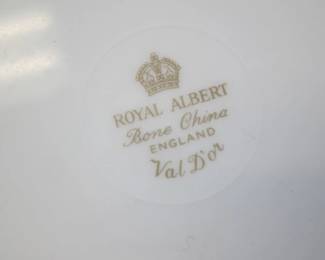 ROYAL ALBERT
Bone China
ENGLAND
Val D'or